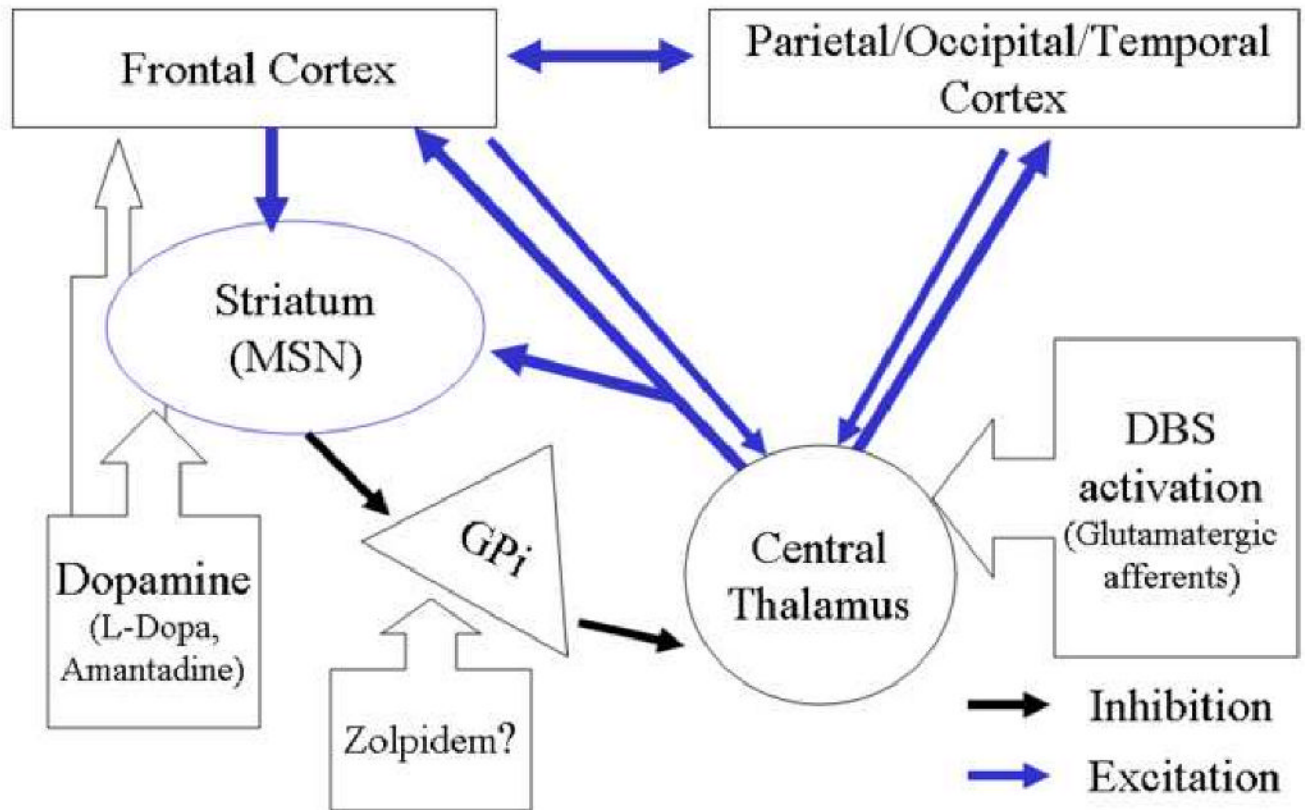 Frontal Cortex
Parietal/Occipital/Temporal
Cortex
Striatum
(MSN)
DBS
activation
(Glutamatergic
afferents)
GPi
Central
Thalamus
Dopamine
(L-Dopa,
Amantadine)
Zolpidem?
Inhibition
Excitation